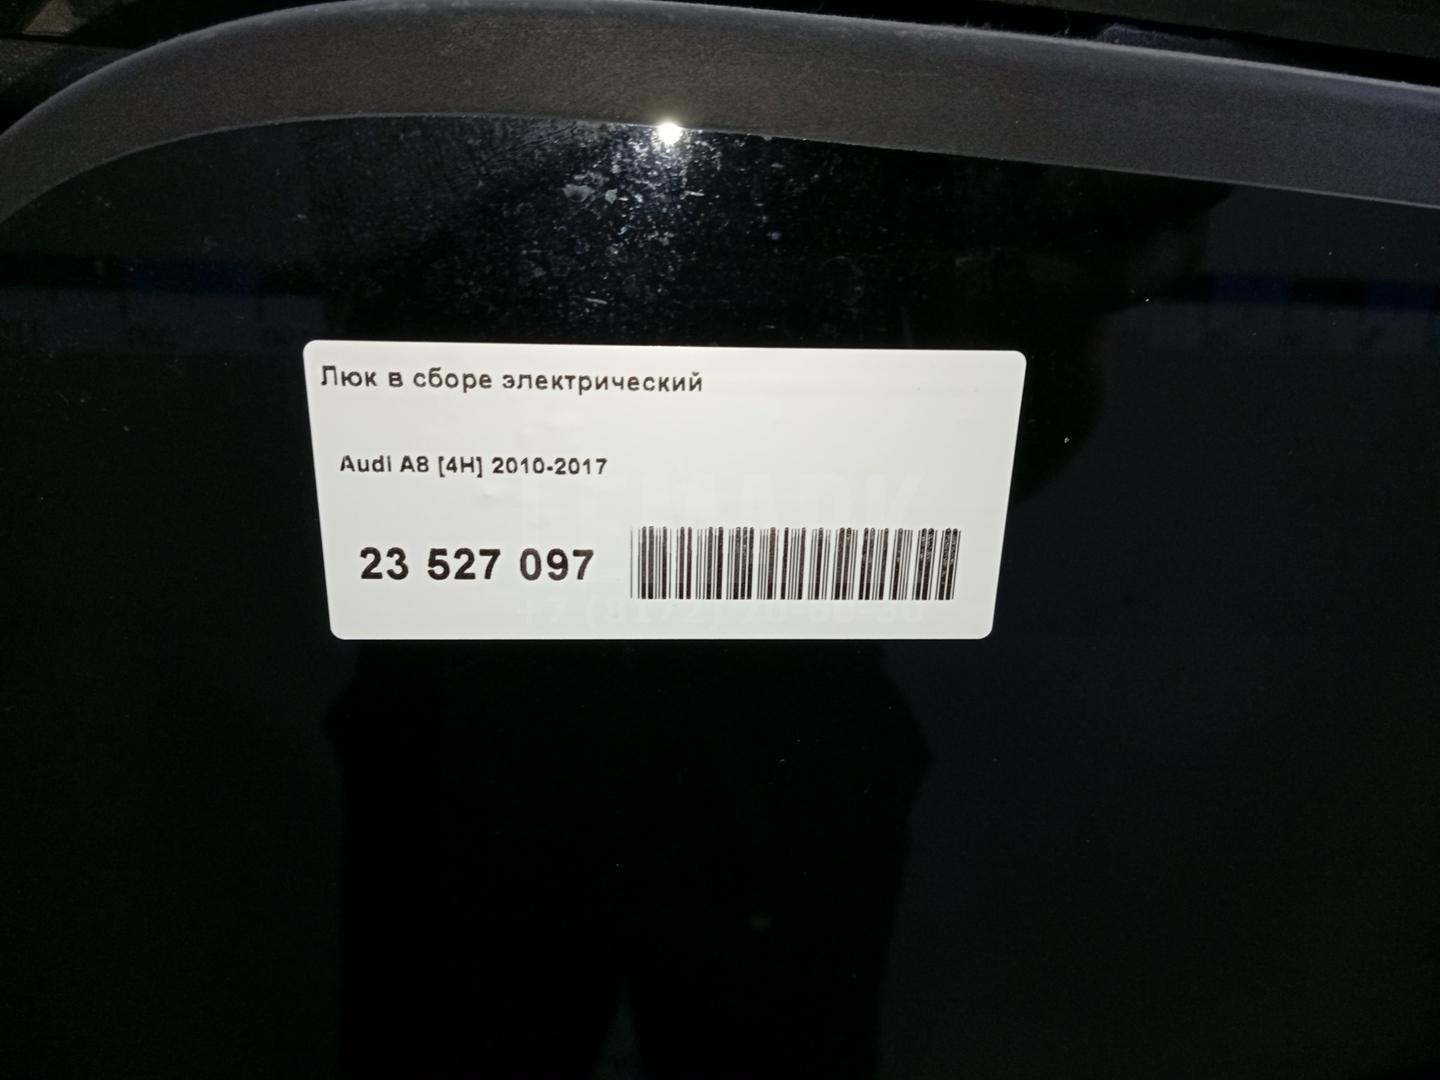 Люк в сборе электрический
Audi A8 [4H] 2010-2017
23 527 097